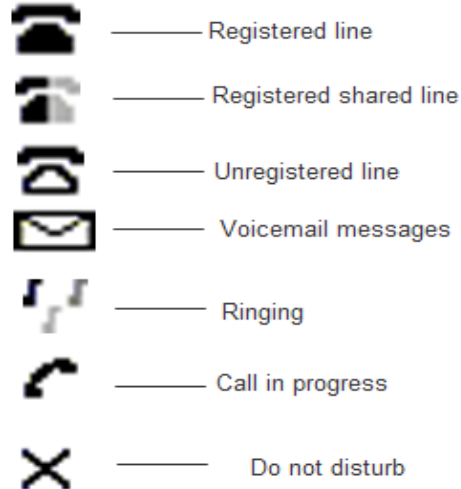 Registered line
Registered shared line
Unregistered line
Voicemail messages
Ringing
Call in progress
Do not disturb